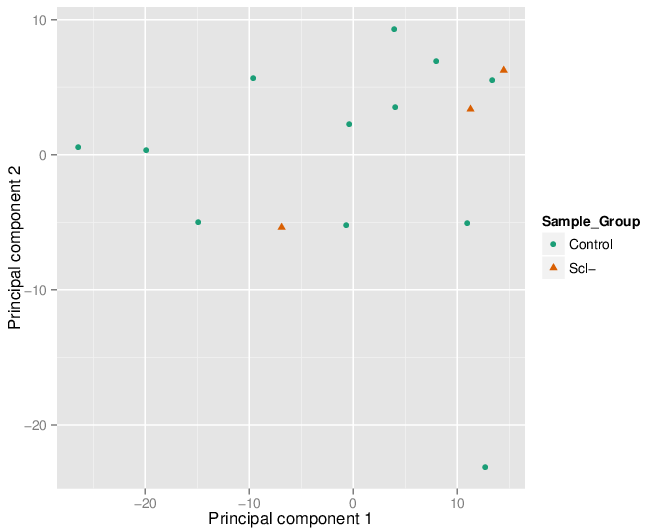 10
0
−10
−20
Principal component 2
−20
−10
0
10
Principal component 1
Sample_Group
Control
Scl−